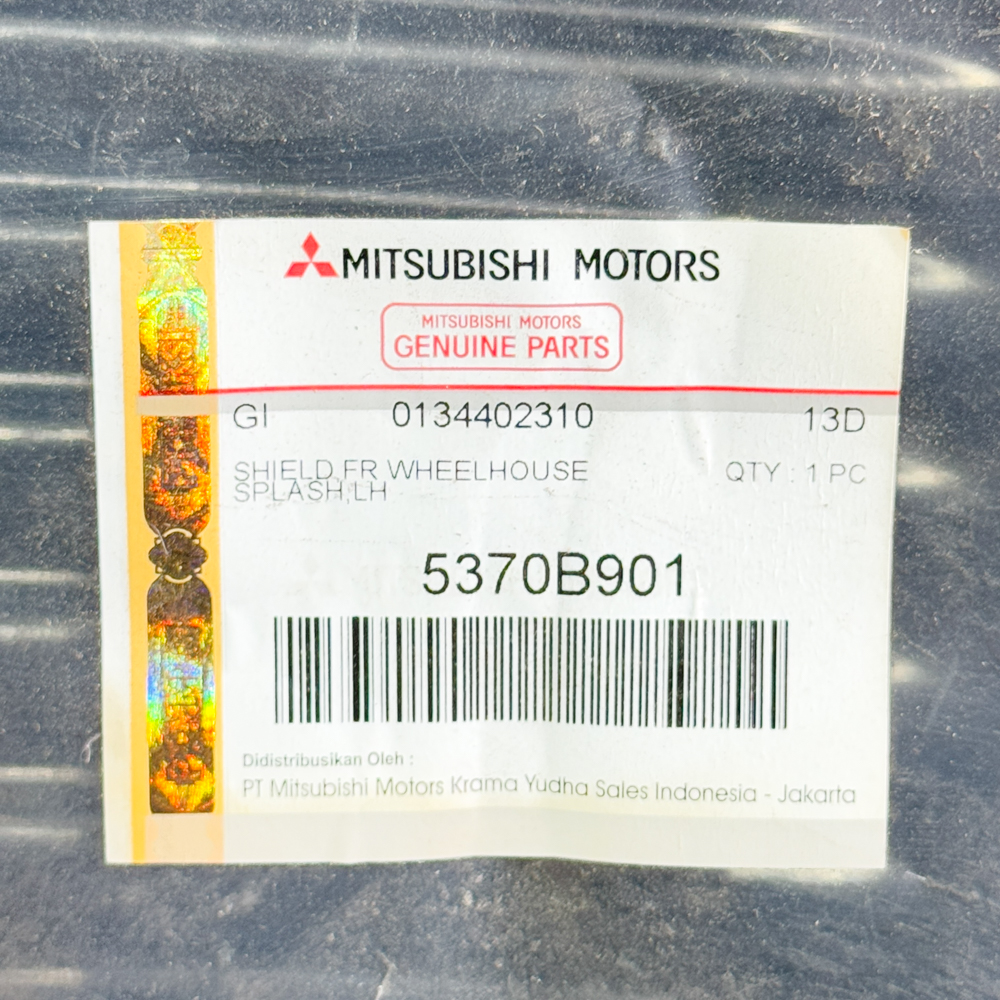 MITSUBISHI MOTORS
MITSUBISHI MOTORS
GENUINE PARTS
GI 0134402310 13D
SHIELD,FR WHEELHOUSE QTY : 1 PC
SPLASH,LH
5370B901
Didistribusikan Oleh :
PT Mitsubishi Motors Krama Yudha Sales Indonesia - Jakarta